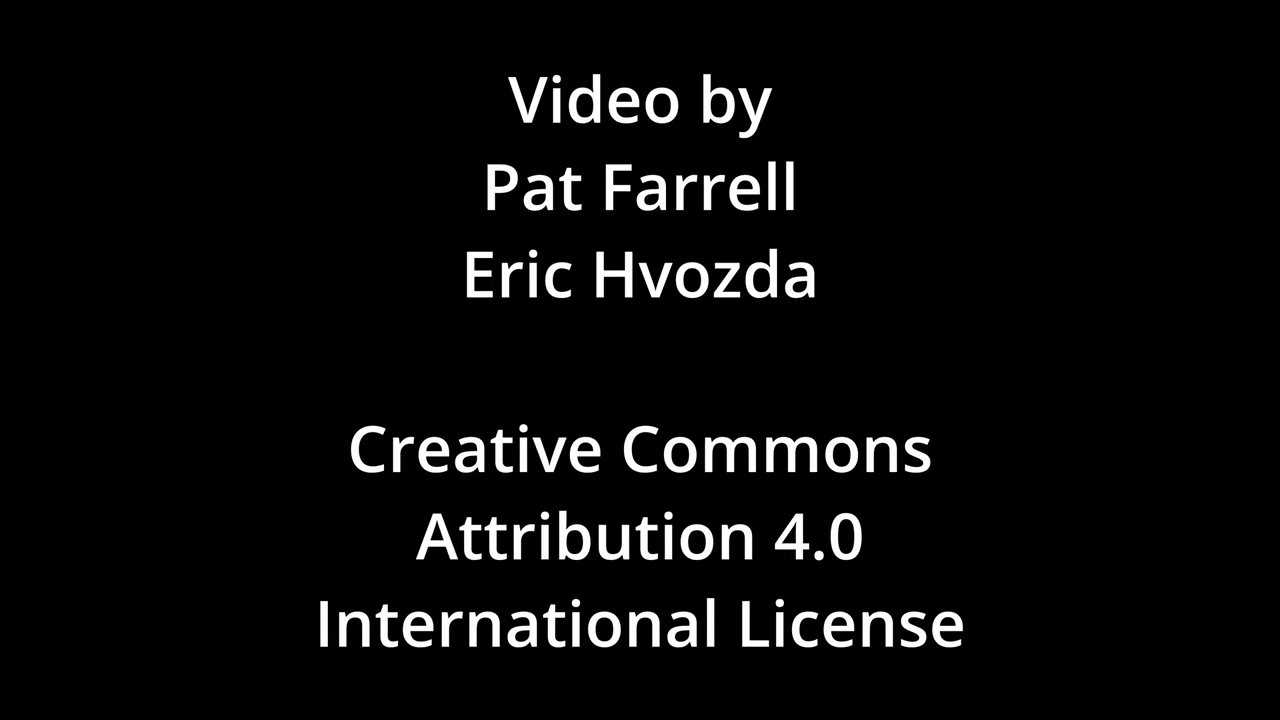 Video by
Pat Farrell
Eric Hvozda
Creative Commons
Attribution 4.0
International License